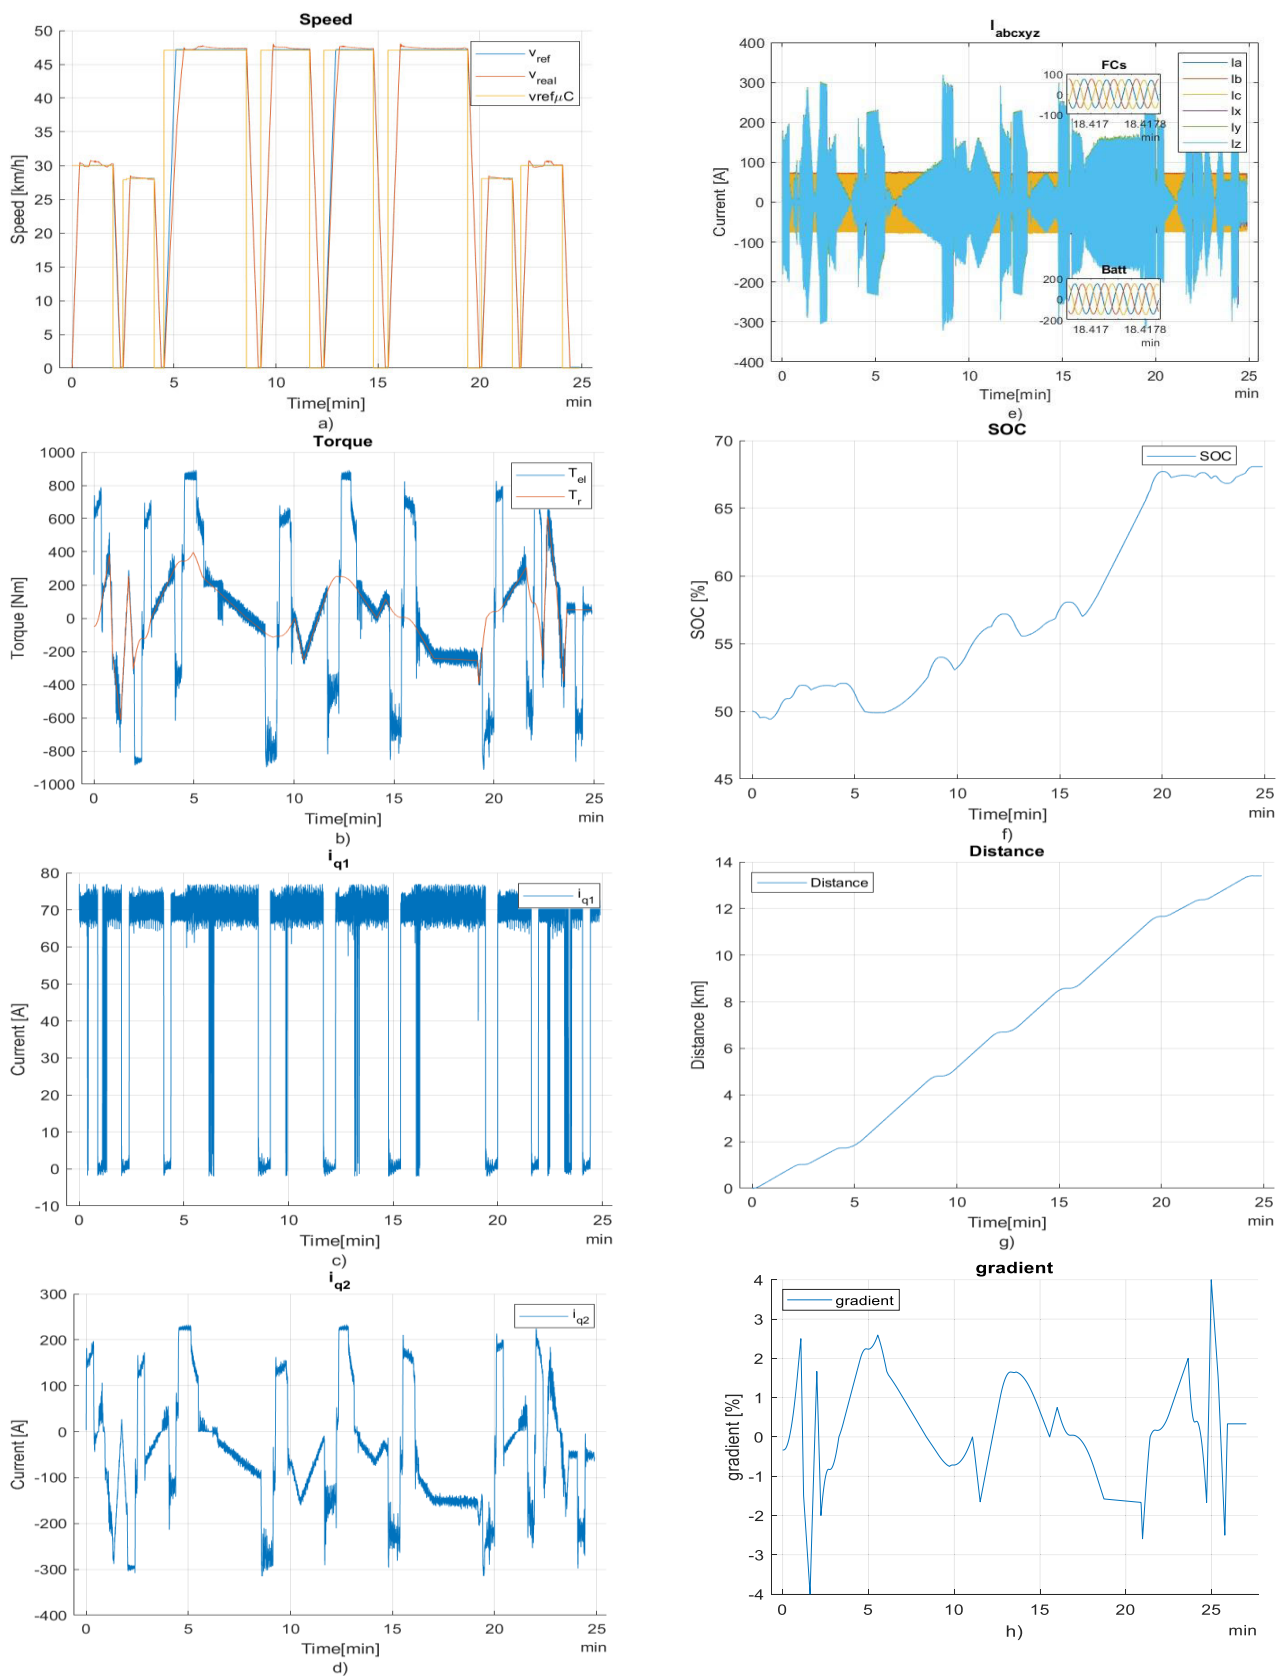 Speed
50
45
40
35
30
25
20
15
10
5
0
Speed [km/h]
v_ref
v_real
vrefμC
0 5 10 15 20 25
Time[min]
min
a)
Torque
1000
800
600
400
200
0
-200
-400
-600
-800
-1000
Torque [Nm]
T_el
T_r
0 5 10 15 20 25
Time[min]
min
b)
i_q1
80
70
60
50
40
30
20
10
0
-10
Current [A]
i_q1
0 5 10 15 20 25
Time[min]
min
c)
i_q2
300
200
100
0
-100
-200
-300
-400
Current [A]
i_q2
0 5 10 15 20 25
Time[min]
min
d)
I_abcxyz
400
300
200
100
0
-100
-200
-300
-400
Current [A]
Ia
Ib
Ic
Ix
Iy
Iz
FCs
100
0
-100
18.417 18.4178
min
Batt
200
0
-200
18.417 18.4178
min
0 5 10 15 20 25
Time[min]
min
e)
SOC
70
65
60
55
50
45
SOC [%]
SOC
0 5 10 15 20 25
Time[min]
min
f)
Distance
14
12
10
8
6
4
2
0
Distance [km]
Distance
0 5 10 15 20 25
Time[min]
min
g)
gradient
4
3
2
1
0
-1
-2
-3
-4
gradient [%]
gradient
0 5 10 15 20 25
min
h)